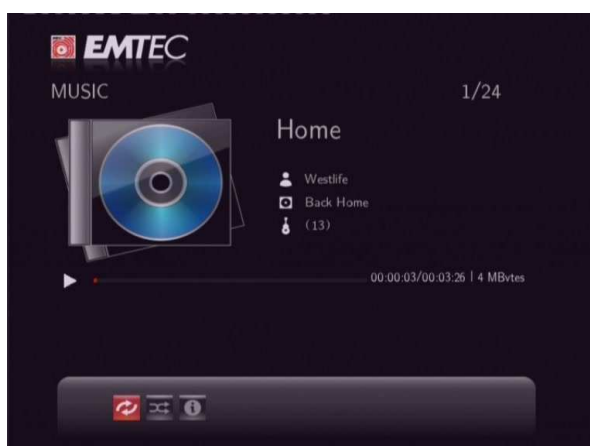 EMTEC
MUSIC
1/24
Home
Westlife
Back Home
(13)
00:00:03/00:03:26 | 4 MBytes